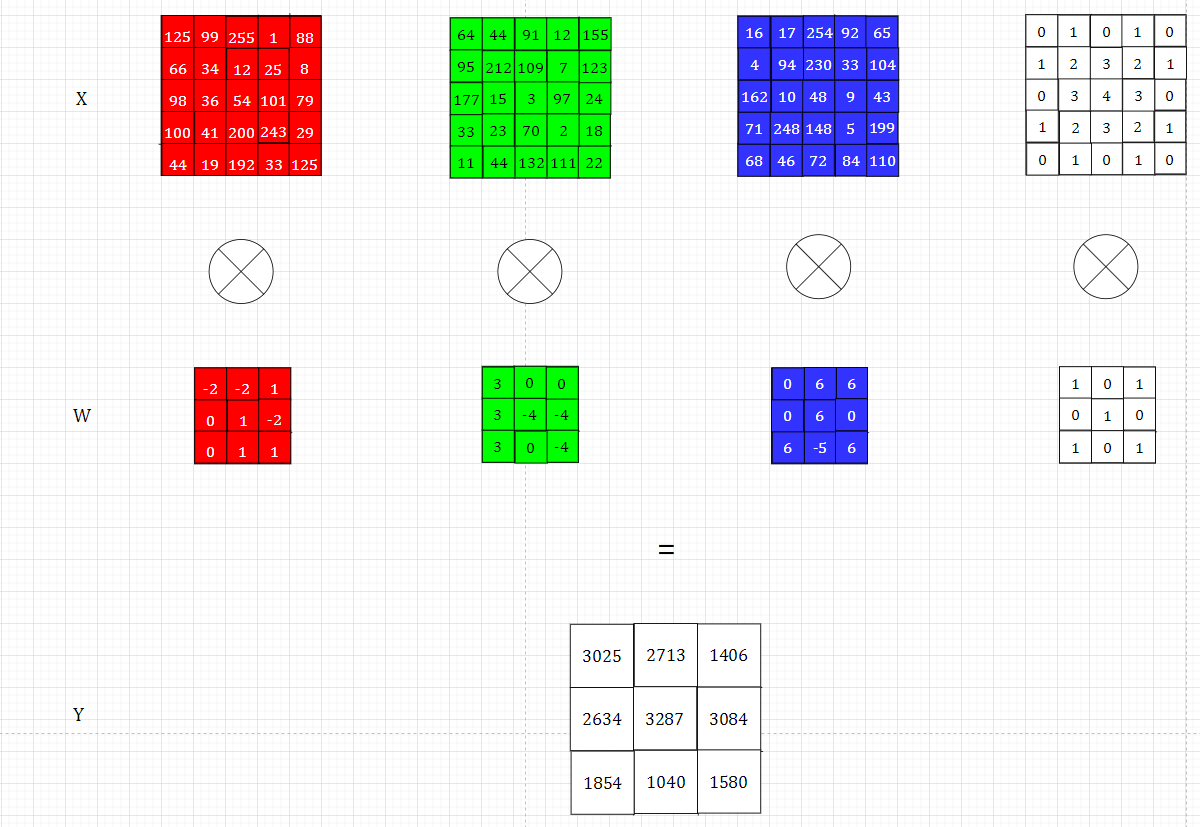 125 99 255 1 88 64 44 91 12 155 16 17 254 92 65 0 1 0 1 0
66 34 12 25 8 95 212 109 7 123 4 94 230 33 104 1 2 3 2 1
X 98 36 54 101 79 177 15 3 97 24 162 10 48 9 43 0 3 4 3 0
100 41 200 243 29 33 23 70 2 18 71 248 148 5 199 1 2 3 2 1
44 19 192 33 125 11 44 132 111 22 68 46 72 84 110 0 1 0 1 0
-2 -2 1 3 0 0 0 6 6 1 0 1
W 0 1 -2 3 -4 -4 0 6 0 0 1 0
0 1 1 3 0 -4 6 -5 6 1 0 1
=
3025 2713 1406
Y 2634 3287 3084
1854 1040 1580